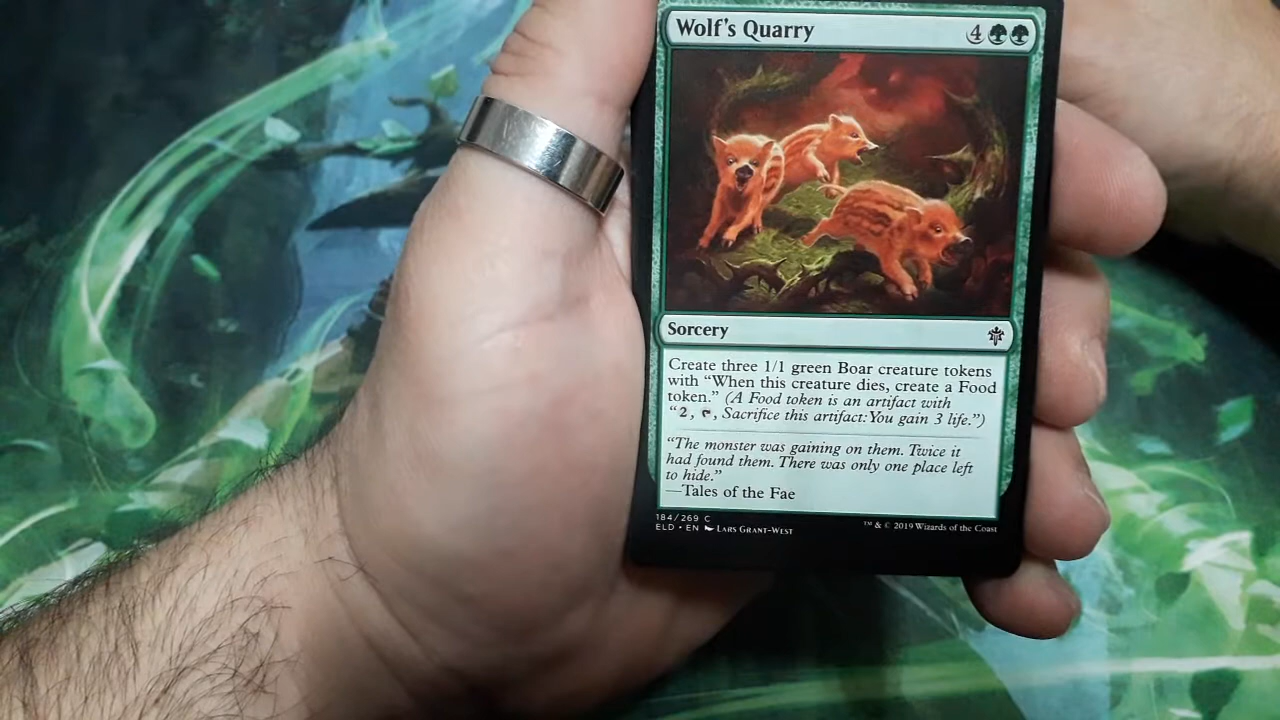 Wolf's Quarry 4
Sorcery
Create three 1/1 green Boar creature tokens
with “When this creature dies, create a Food
token.” (A Food token is an artifact with
“2, , Sacrifice this artifact: You gain 3 life.”)
“The monster was gaining on them. Twice it
had found them. There was only one place left
to hide.”
—Tales of the Fae
184/269 C
ELD • EN Lars Grant-West
™ & © 2019 Wizards of the Coast